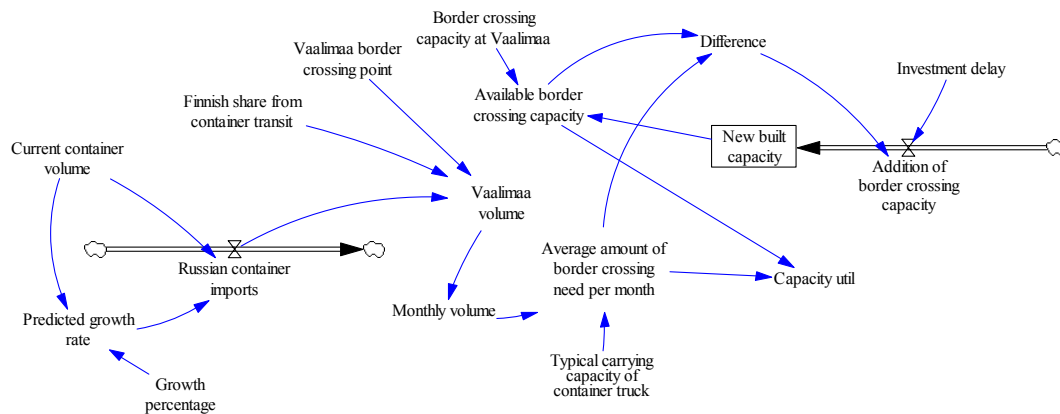 Border crossing
capacity at Vaalimaa
Difference
Vaalimaa border
crossing point
Investment delay
Available border
crossing capacity
Finnish share from
container transit
New built
capacity
Current container
volume
Addition of
border crossing
capacity
Vaalimaa
volume
Average amount of
border crossing
need per month
Russian container
imports
Capacity util
Monthly volume
Predicted growth
rate
Typical carrying
capacity of
container truck
Growth
percentage